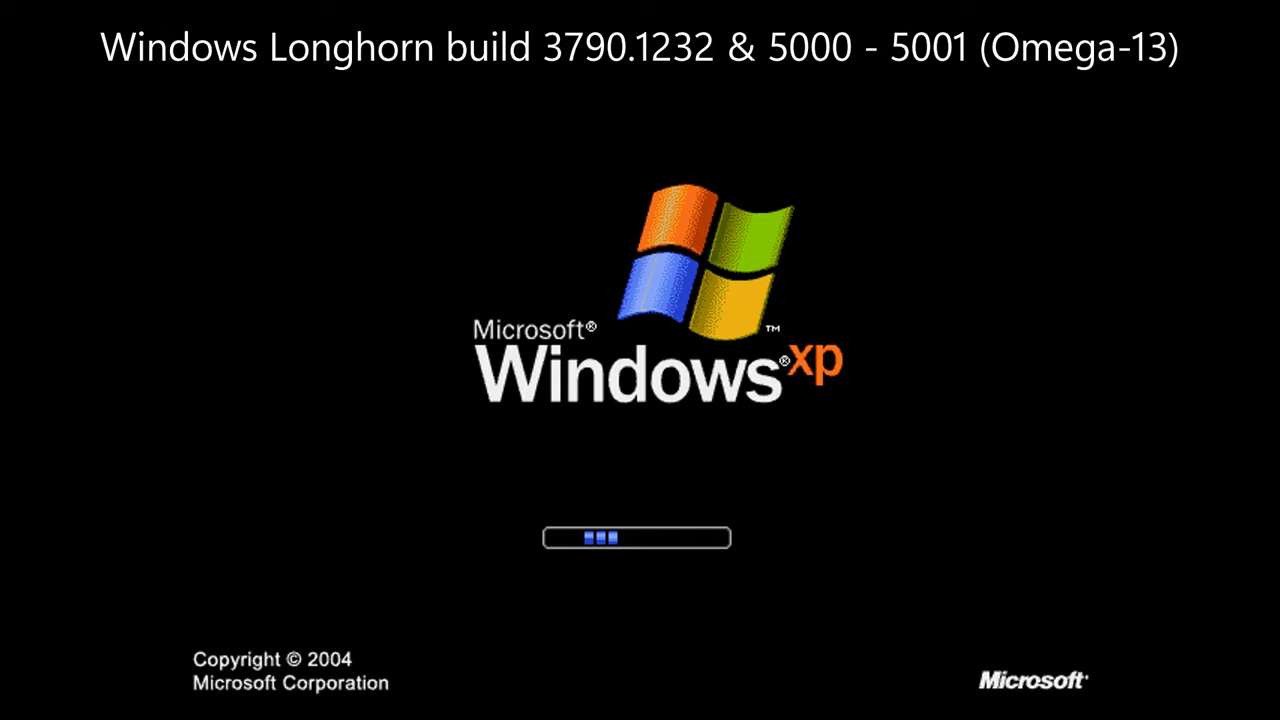 Windows Longhorn build 3790.1232 & 5000 - 5001 (Omega-13)
Microsoft®
Windows®xp
™
Copyright © 2004
Microsoft Corporation
Microsoft®